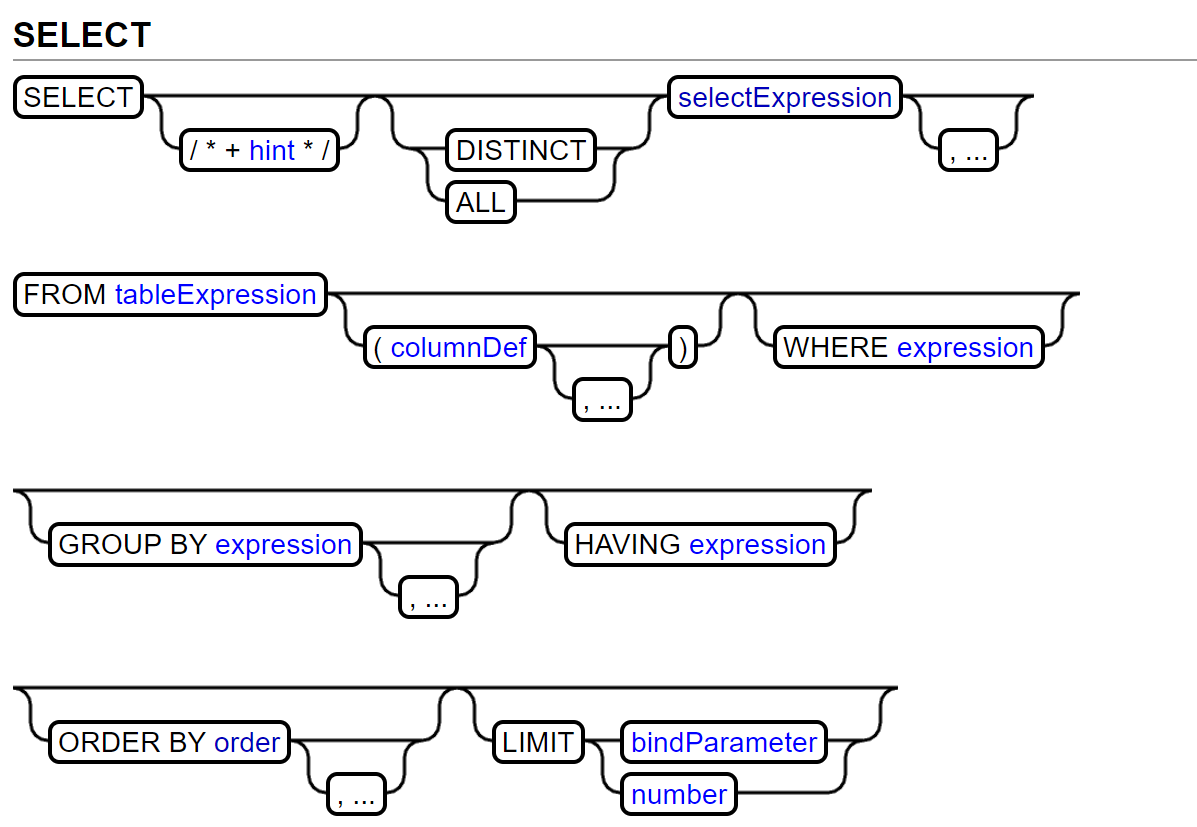 SELECT
SELECT selectExpression
/ * + hint * / DISTINCT , ...
ALL
FROM tableExpression
( columnDef ) WHERE expression
, ...
GROUP BY expression HAVING expression
, ...
ORDER BY order LIMIT bindParameter
, ... number